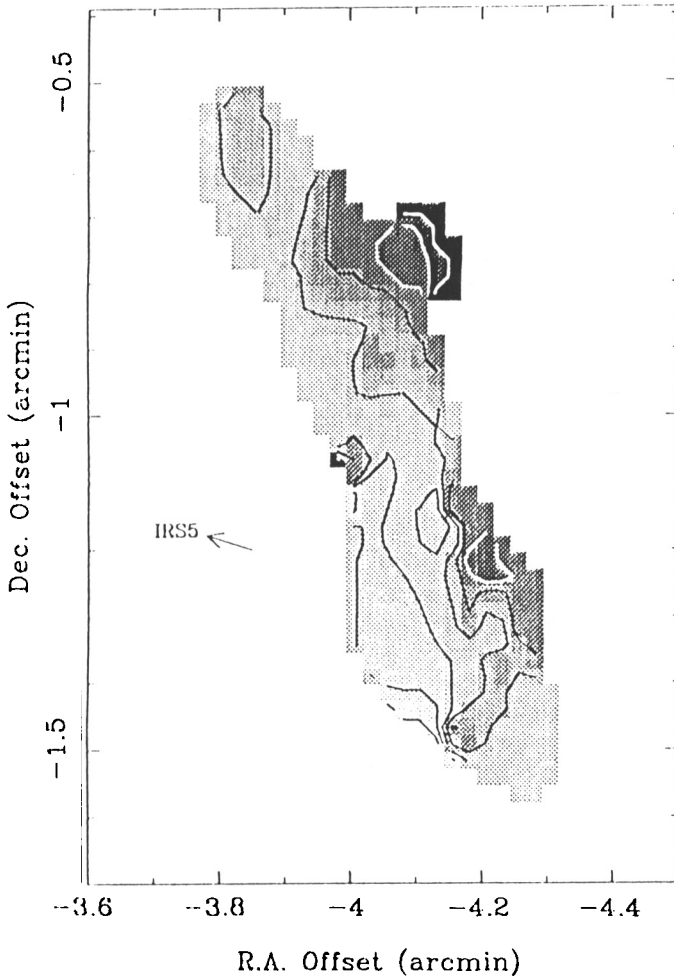 -0.5
-1
-1.5
Dec. Offset (arcmin)
IRS5
-3.6 -3.8 -4 -4.2 -4.4
R.A. Offset (arcmin)